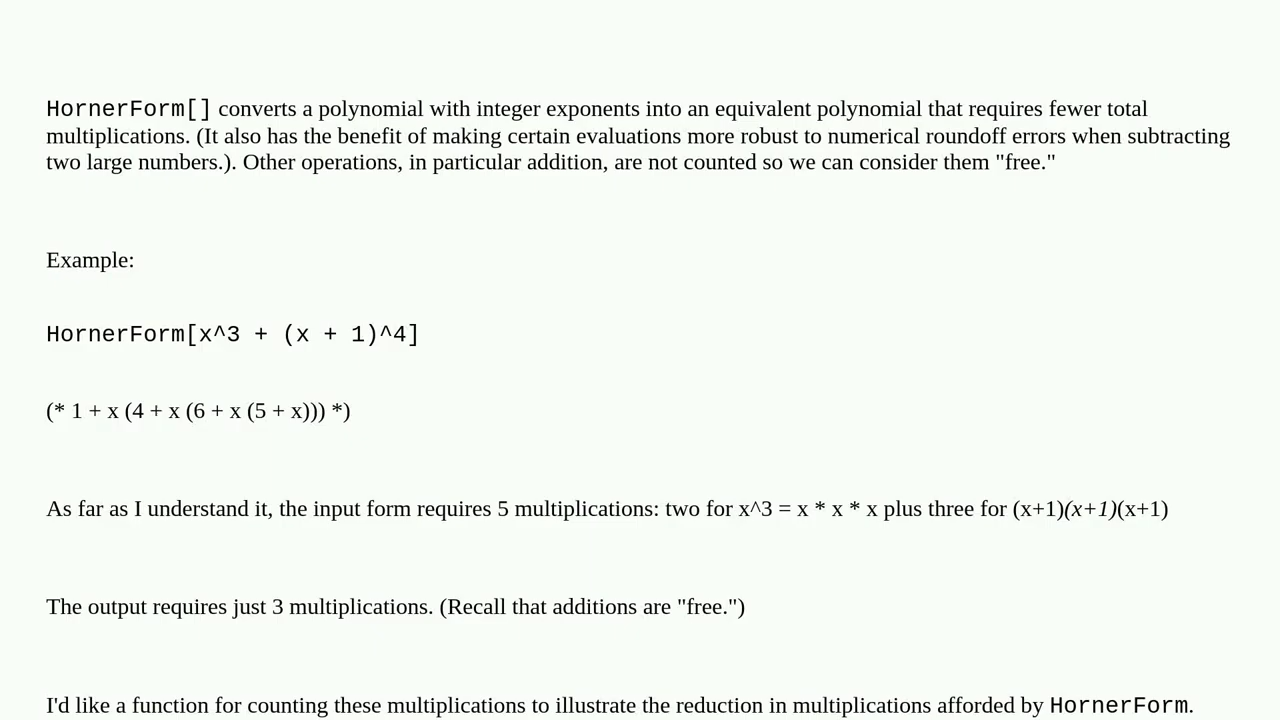 HornerForm[] converts a polynomial with integer exponents into an equivalent polynomial that requires fewer total
multiplications. (It also has the benefit of making certain evaluations more robust to numerical roundoff errors when subtracting
two large numbers.). Other operations, in particular addition, are not counted so we can consider them "free."
Example:
HornerForm[x^3 + (x + 1)^4]
(* 1 + x (4 + x (6 + x (5 + x))) *)
As far as I understand it, the input form requires 5 multiplications: two for x^3 = x * x * x plus three for (x+1)(x+1)(x+1)
The output requires just 3 multiplications. (Recall that additions are "free.")
I'd like a function for counting these multiplications to illustrate the reduction in multiplications afforded by HornerForm.